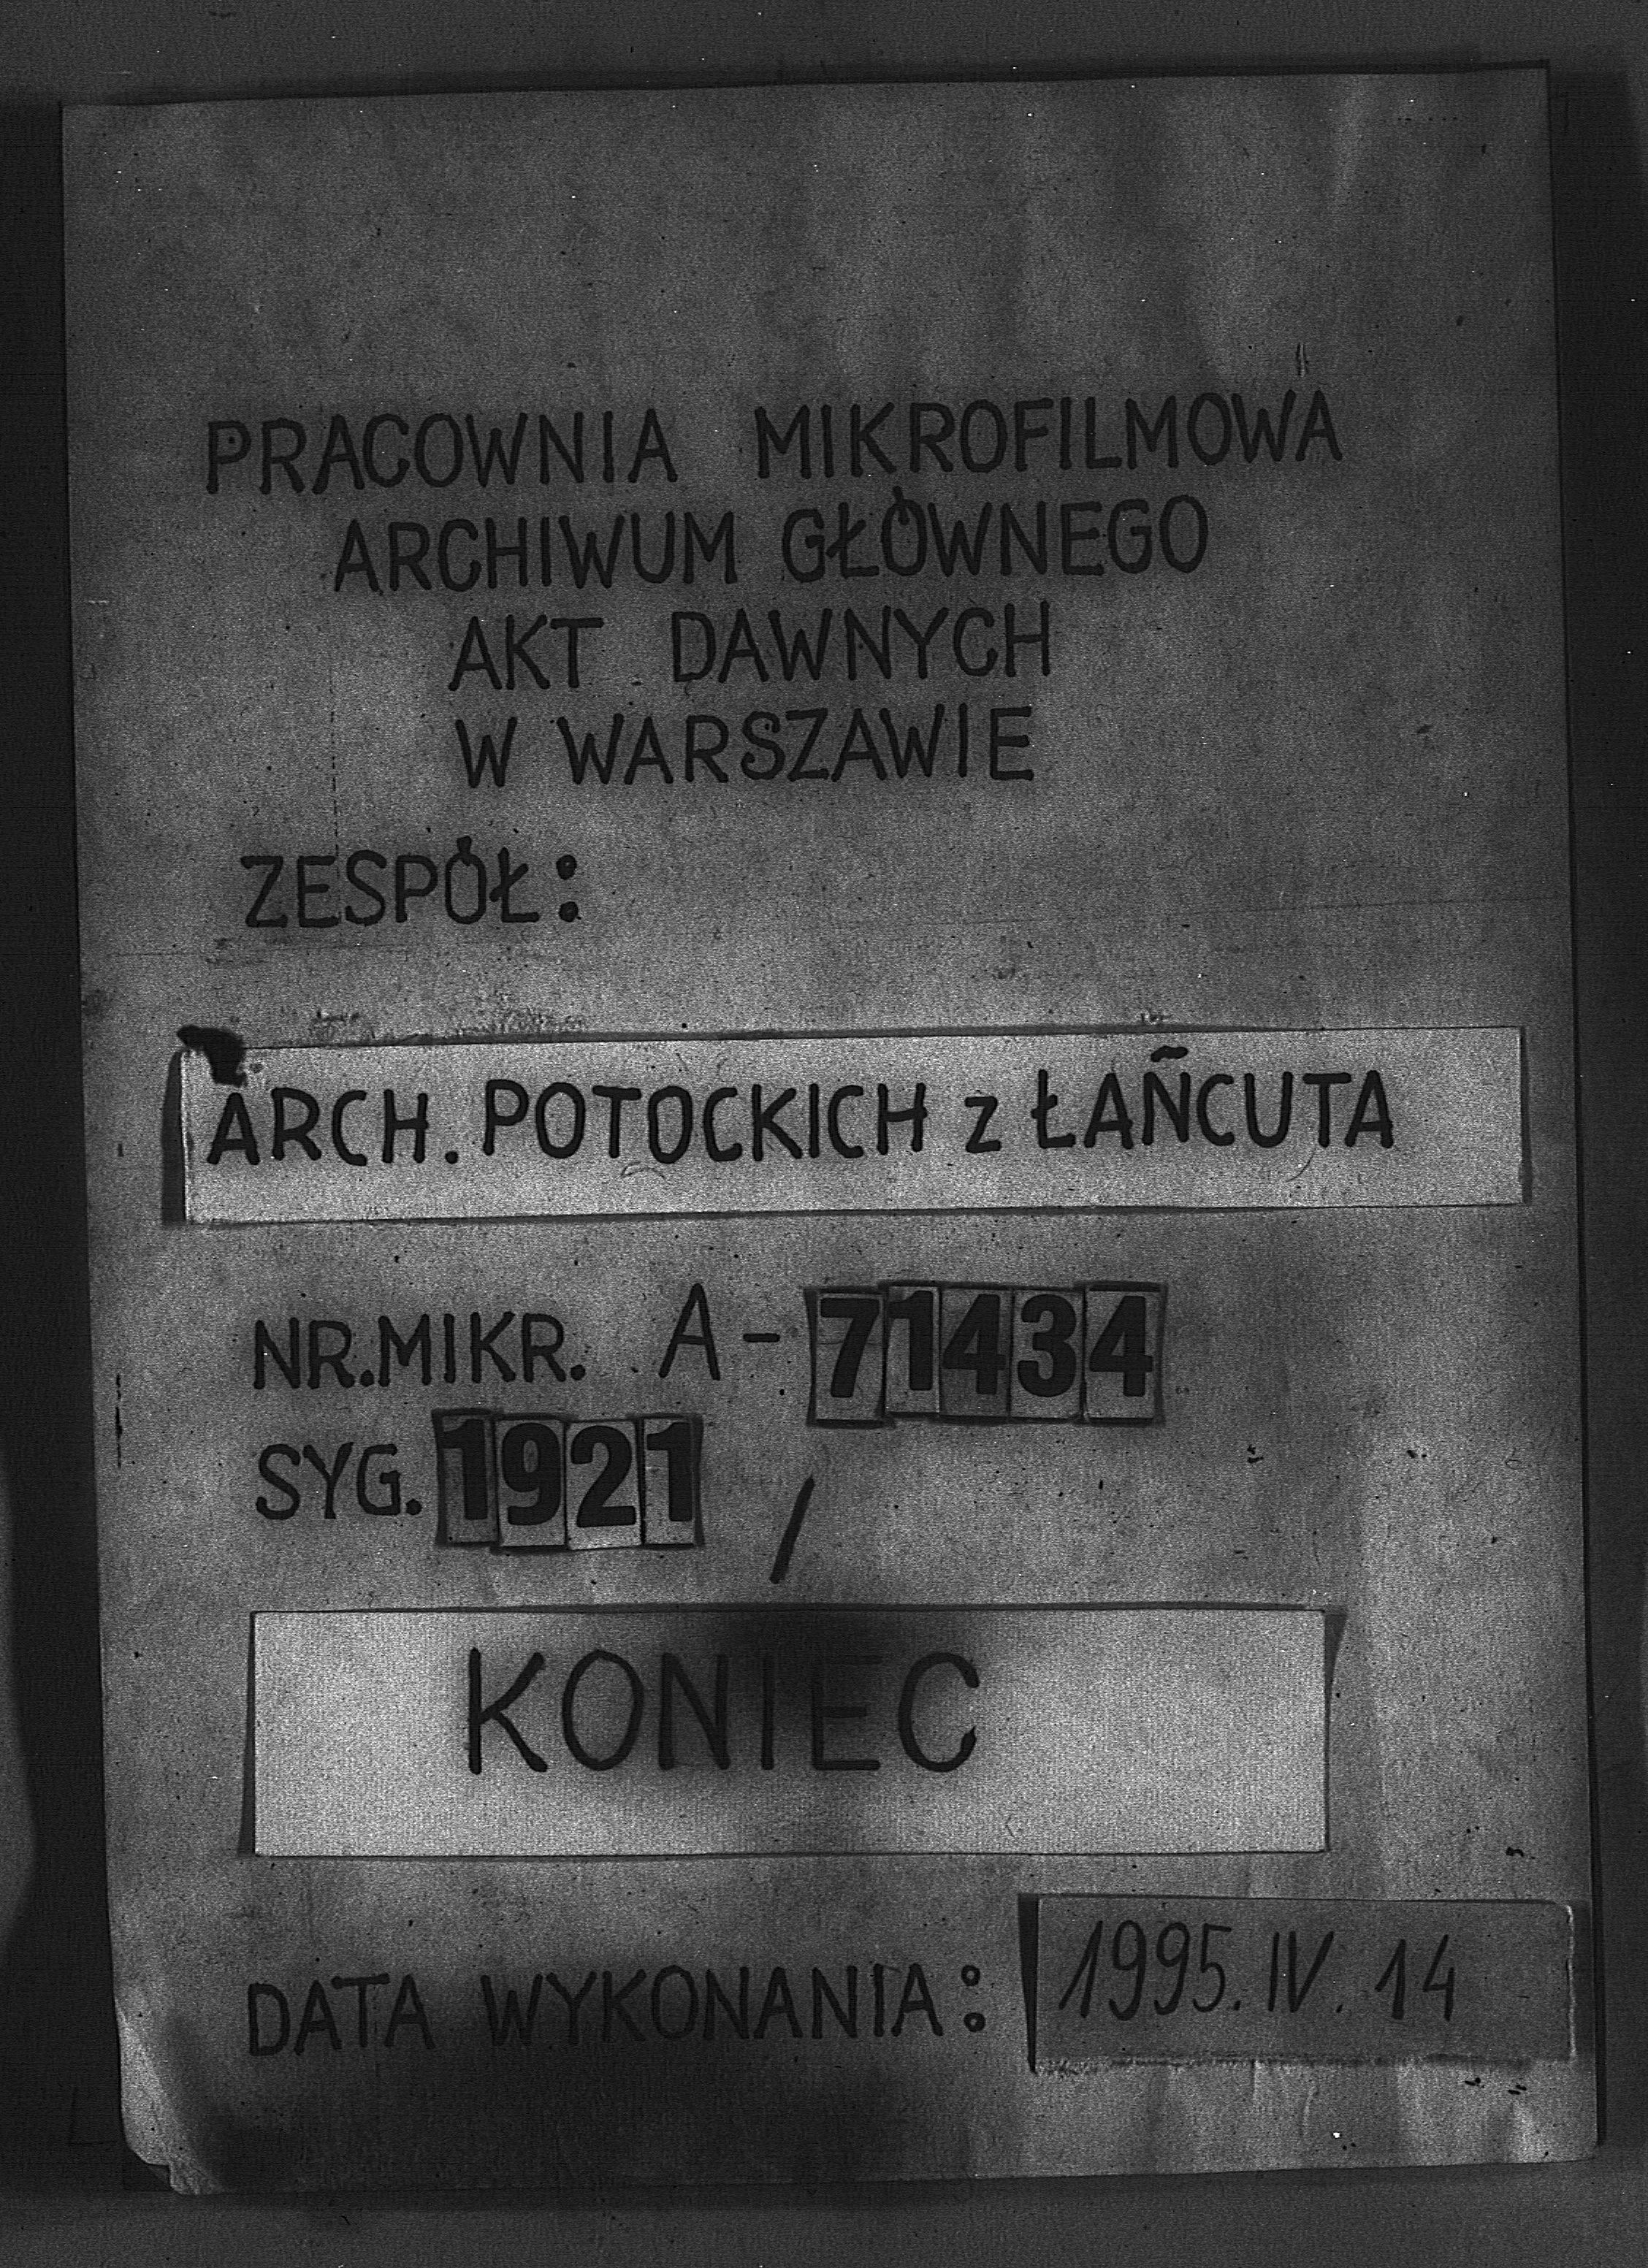 PRACOWNIA MIKROFILMOWA
ARCHIWUM GŁÓWNEGO
AKT DAWNYCH
W WARSZAWIE
ZESPÓŁ:
ARCH. POTOCKICH z ŁAÑCUTA
NR.MIKR. A-71434
SYG. 1921 /
KONIEC
DATA WYKONANIA: 1995. IV. 14